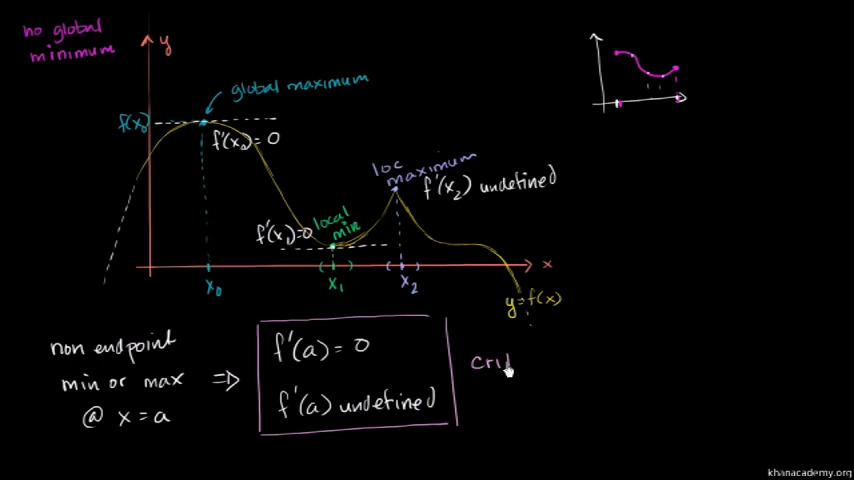 no global
minimum
y
global maximum
f(x₀)
f'(x₀)=0
loc
maximum
f'(x₂) undefined
local
min
f'(x₁)=0
x
x₀
x₁
x₂
y=f(x)
non endpoint
min or max
@ x=a
⇒
f'(a)=0
f'(a) undefined
crit
khanacademy.org